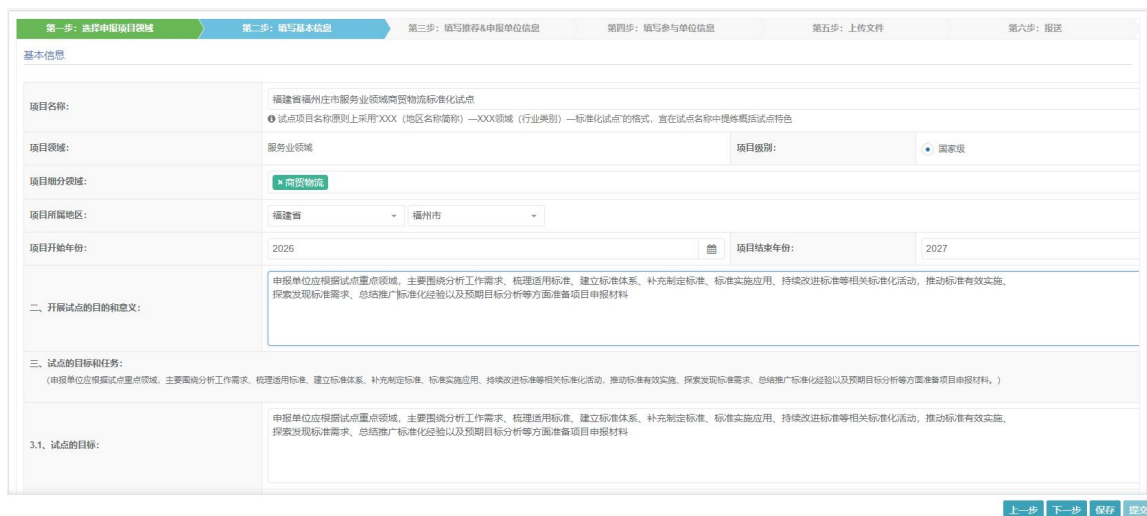 第一步：选择申报项目领域
第二步：填写基本信息
第三步：填写推荐&申报单位信息
第四步：填写参与单位信息
第五步：上传文件
第六步：报送
基本信息
项目名称：
福建省福州庄市服务业领域商贸物流标准化试点
试点项目名称原则上采用"XXX（地区名称简称）—XXX领域（行业类别）—标准化试点"的格式，宜在试点名称中提炼概括试点特色
项目领域：
服务业领域
项目级别：
国家级
项目细分领域：
×商贸物流
项目所属地区：
福建省
福州市
项目开始年份：
2026
项目结束年份：
2027
二、开展试点的目的和意义：
申报单位应根据试点重点领域，主要围绕分析工作需求、梳理适用标准、建立标准体系、补充制定标准、标准实施应用、持续改进标准等相关标准化活动，推动标准有效实施、
探索发现标准需求、总结推广标准化经验以及预期目标分析等方面准备项目申报材料
三、试点的目标和任务：
（申报单位应根据试点重点领域，主要围绕分析工作需求、梳理适用标准、建立标准体系、补充制定标准、标准实施应用、持续改进标准等相关标准化活动，推动标准有效实施、探索发现标准需求、总结推广标准化经验以及预期目标分析等方面准备项目申报材料。）
3.1、试点的目标：
申报单位应根据试点重点领域，主要围绕分析工作需求、梳理适用标准、建立标准体系、补充制定标准、标准实施应用、持续改进标准等相关标准化活动，推动标准有效实施、
探索发现标准需求、总结推广标准化经验以及预期目标分析等方面准备项目申报材料
上一步
下一步
保存
提交